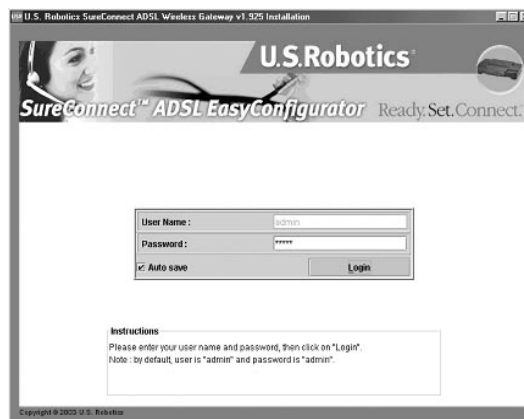 U.S. Robotics SureConnect ADSL Wireless Gateway v1.925 Installation
U.S.Robotics®
SureConnect™ ADSL EasyConfigurator
Ready. Set. Connect.™
User Name :
admin
Password :
*****
Auto save
Login
Instructions
Please enter your user name and password, then click on "Login".
Note : by default, user is "admin" and password is "admin".
Copyright © 2003 U.S. Robotics